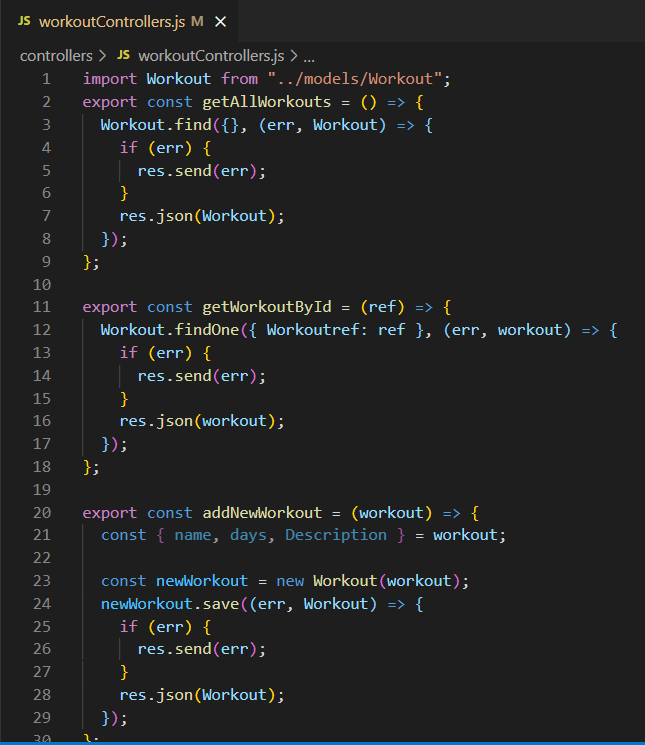 JS workoutControllers.js M ×
controllers > JS workoutControllers.js > ...
1 import Workout from "../models/Workout";
2 export const getAllWorkouts = () => {
3   Workout.find({}, (err, Workout) => {
4     if (err) {
5       res.send(err);
6     }
7     res.json(Workout);
8   });
9 };
10
11 export const getWorkoutById = (ref) => {
12   Workout.findOne({ Workoutref: ref }, (err, workout) => {
13     if (err) {
14       res.send(err);
15     }
16     res.json(workout);
17   });
18 };
19
20 export const addNewWorkout = (workout) => {
21   const { name, days, Description } = workout;
22
23   const newWorkout = new Workout(workout);
24   newWorkout.save((err, Workout) => {
25     if (err) {
26       res.send(err);
27     }
28     res.json(Workout);
29   });
30 };